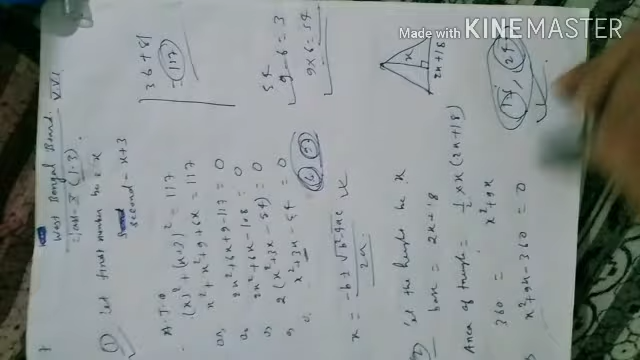 Made with KINEMASTER
West Bengal Board. V.V.I
Class-X (1.3)
① Let first number be = x
second = x+3
A.T.Q
(x)² + (x+3)² = 117
x² + x² + 9 + 6x = 117
or, 2x² + 6x + 9 - 117 = 0
or 2x² + 6x - 108 = 0
or 2(x² + 3x - 54) = 0
or x² + 3x - 54 = 0
x = -b ± √b²-4ac
2a
36+81
= 117
54
9 - 6 = 3
9 x 6 = 54
Let the height be x
base = 2x + 18
Area of triangle = ½ x x (2x+18)
360 = x² + 9x
x² + 9x - 360 = 0
x
2x+18